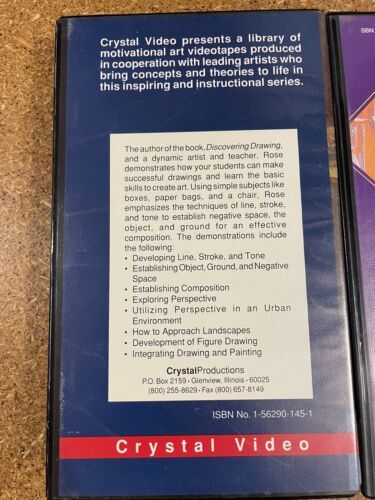 Crystal Video presents a library of
motivational art videotapes produced
in cooperation with leading artists who
bring concepts and theories to life in
this inspiring and instructional series.
The author of the book, Discovering Drawing,
and a dynamic artist and teacher, Rose
demonstrates how your students can make
successful drawings and learn the basic
skills to create art. Using simple subjects like
boxes, paper bags, and a chair, Rose
emphasizes the techniques of line, stroke,
and tone to establish negative space, the
object, and ground for an effective
composition. The demonstrations include
the following:
• Developing Line, Stroke, and Tone
• Establishing Object, Ground, and Negative
Space
• Establishing Composition
• Exploring Perspective
• Utilizing Perspective in an Urban
Environment
• How to Approach Landscapes
• Development of Figure Drawing
• Integrating Drawing and Painting
CrystalProductions
P.O. Box 2159 - Glenview, Illinois - 60025
(800) 255-8629 - Fax (800) 657-8149
ISBN No. 1-56290-145-1
Crystal Video